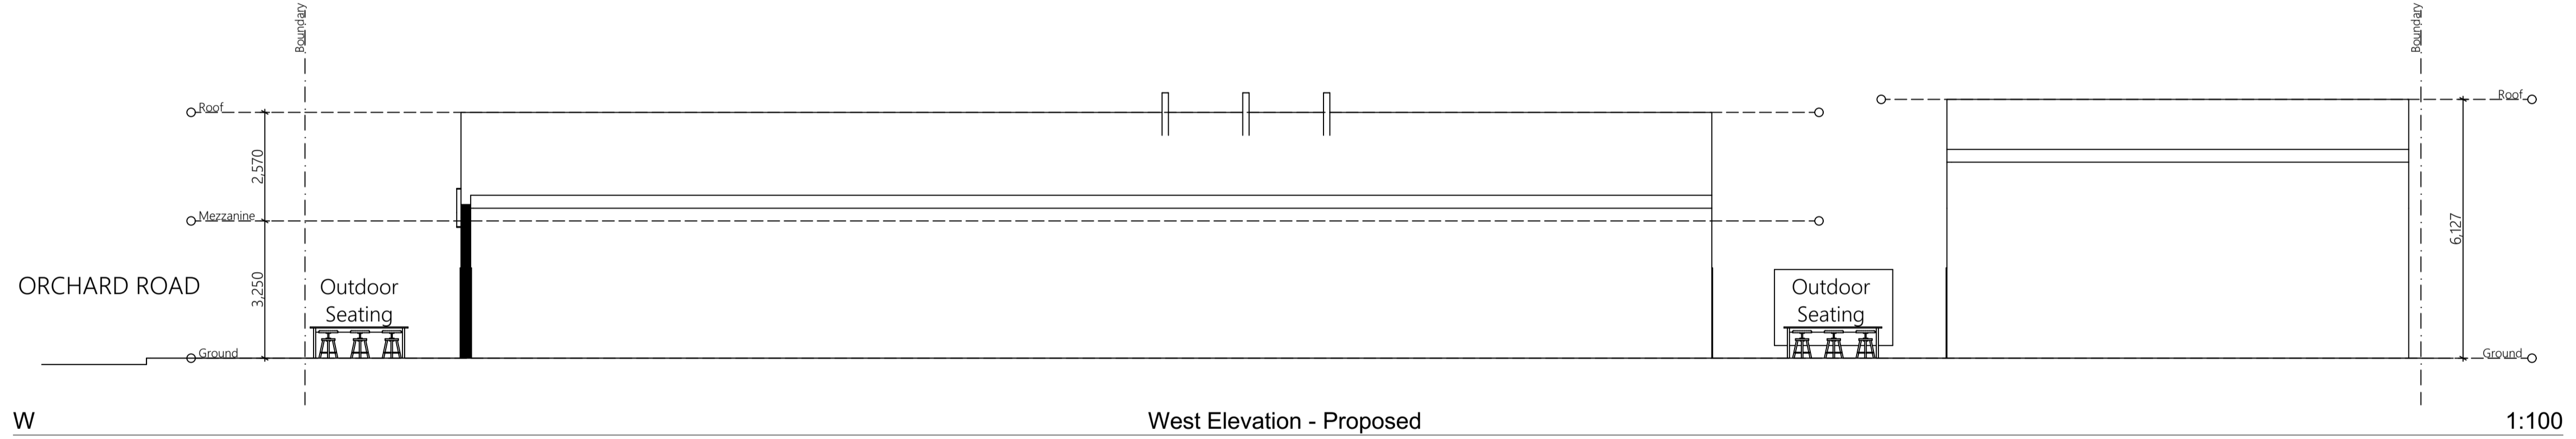 Boundary
Boundary
Roof
Roof
2,570
Mezzanine
6,127
ORCHARD ROAD
3,250
Outdoor
Seating
Outdoor
Seating
Ground
Ground
W
West Elevation - Proposed
1:100